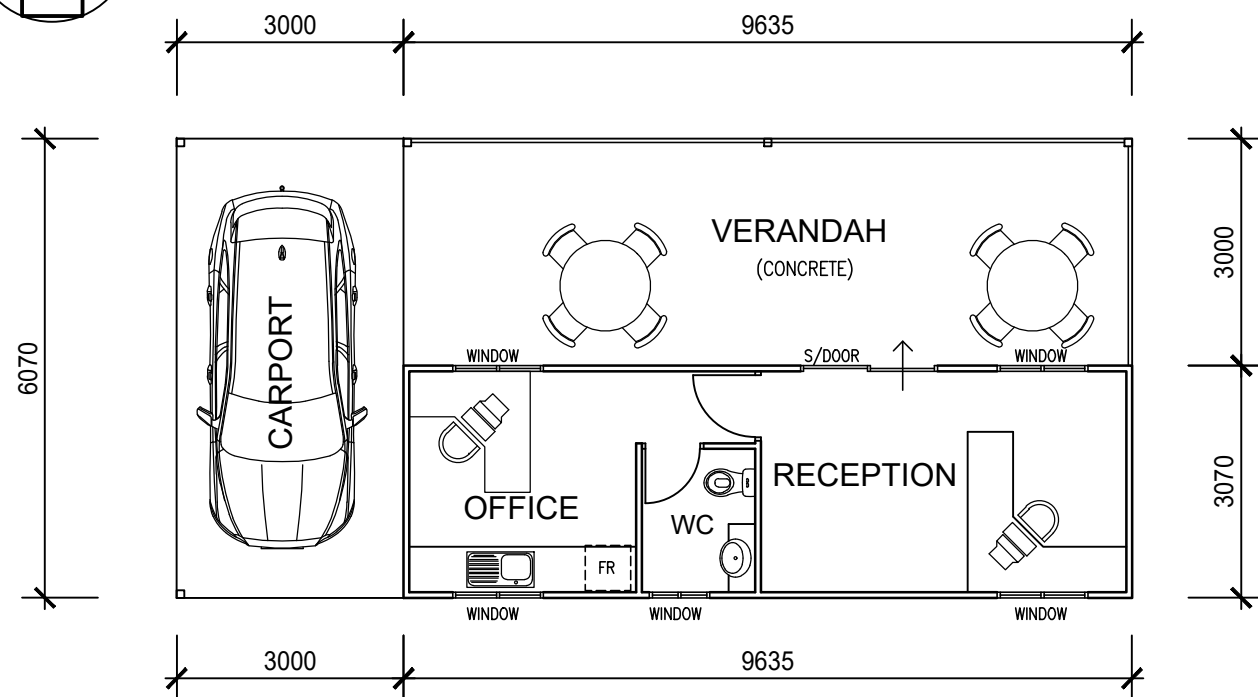 3000
9635
VERANDAH
(CONCRETE)
3000
6070
CARPORT
WINDOW
S/DOOR
WINDOW
RECEPTION
3070
OFFICE
WC
FR
WINDOW
WINDOW
WINDOW
3000
9635